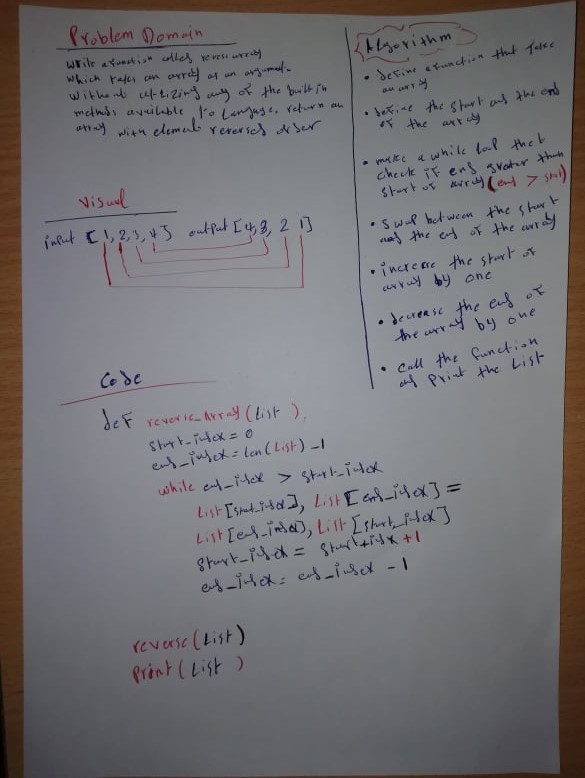 Problem Domain
write a function called reverse array
which takes an array as an argument.
Without utilizing any of the built in
methods available to language, return an
array with element reversed order
Visual
input [1,2,3,4] output [4,3, 2 1]
Code
def reverse_Array(List ).
start_index = 0
end_index = len(List) -1
while end_index > start_index
List[start_index], List[end_index] =
List[end_index], List[start_index]
start_index = start_index +1
end_index = end_index - 1
reverse(List)
Print(List )
Algorithm
• define a function that take
an array
• define the start and the end
of the array
• make a while loop that
check if end greater than
start of array (end > start)
• swap between the start
and the end of the array
• increase the start of
array by one
• decrease the end of
the array by one
• call the function
and print the List